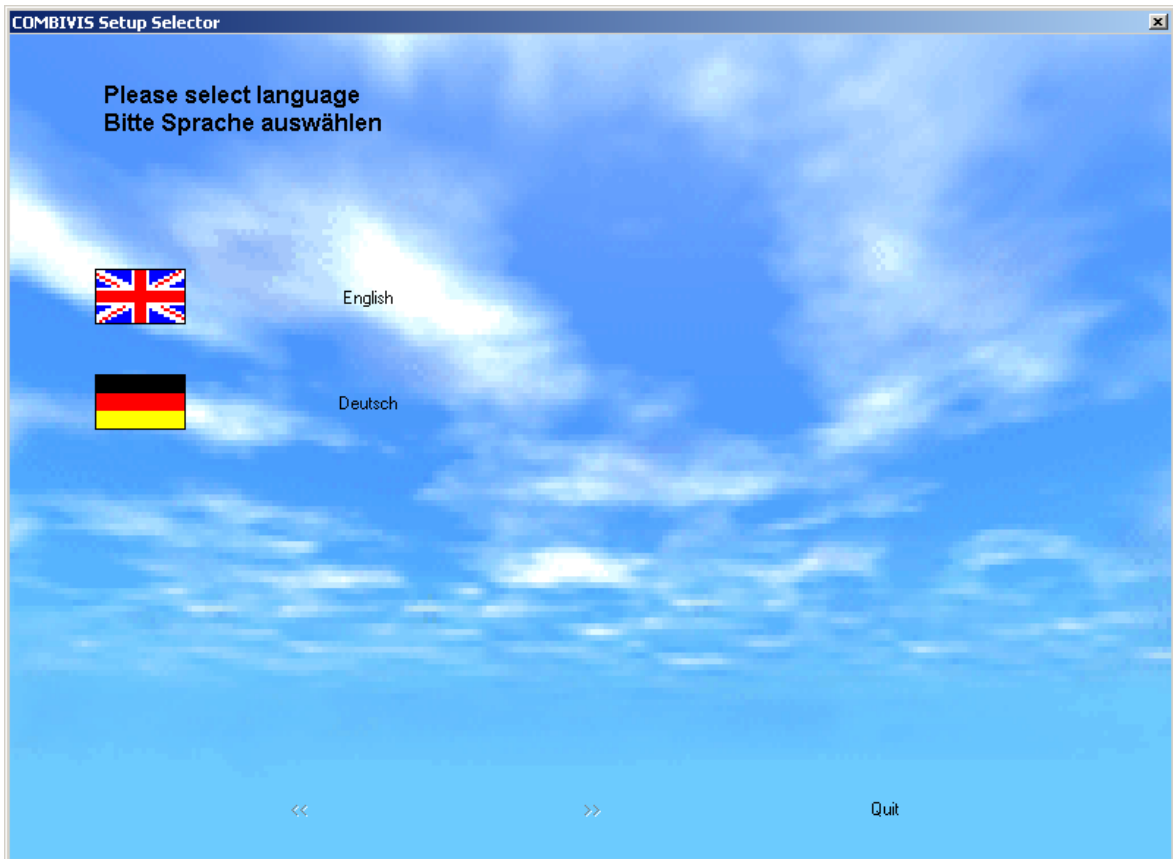 COMBIVIS Setup Selector
Please select language
Bitte Sprache auswählen
English
Deutsch
<< >> Quit